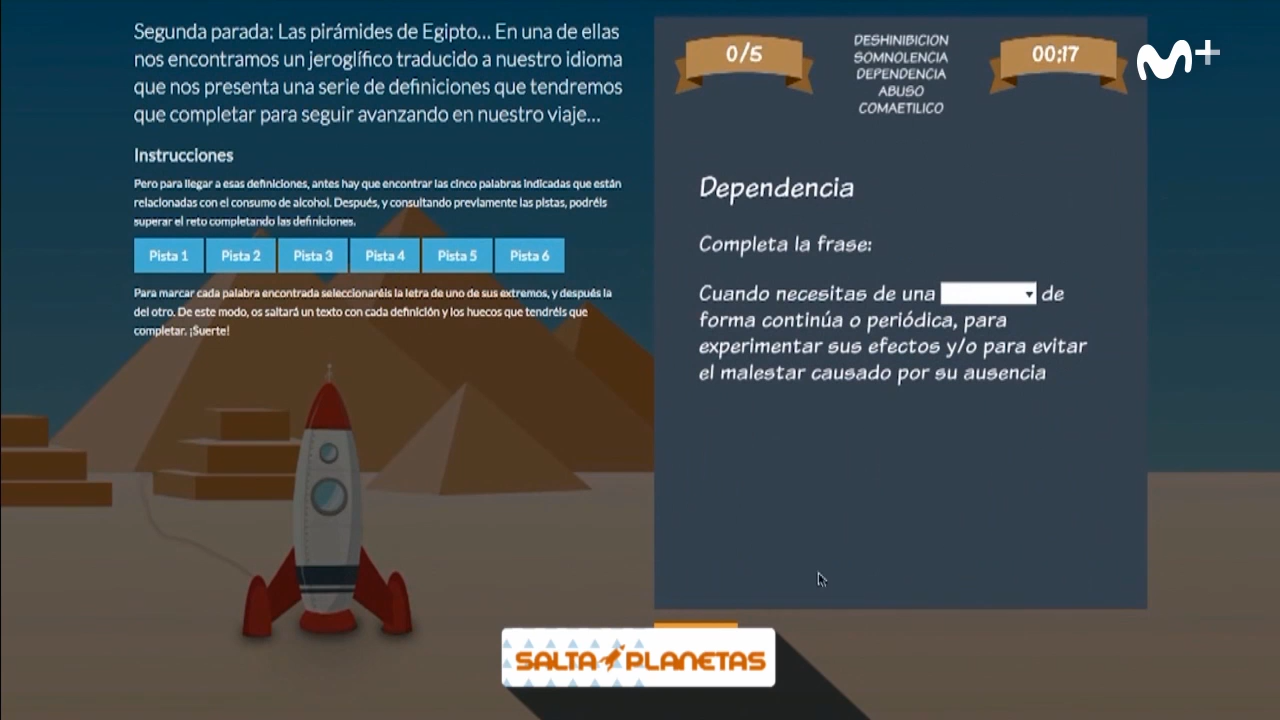 Segunda parada: Las pirámides de Egipto... En una de ellas
nos encontramos un jeroglífico traducido a nuestro idioma
que nos presenta una serie de definiciones que tendremos
que completar para seguir avanzando en nuestro viaje...
Instrucciones
Pero para llegar a esas definiciones, antes hay que encontrar las cinco palabras indicadas que están
relacionadas con el consumo de alcohol. Después, y consultando previamente las pistas, podréis
superar el reto completando las definiciones.
Pista 1 Pista 2 Pista 3 Pista 4 Pista 5 Pista 6
Para marcar cada palabra encontrada seleccionaréis la letra de uno de sus extremos, y después la
del otro. De este modo, os saltará un texto con cada definición y los huecos que tendréis que
completar. ¡Suerte!
0/5
DESHINIBICION
SOMNOLENCIA
DEPENDENCIA
ABUSO
COMAETILICO
00:17
M+
Dependencia
Completa la frase:
Cuando necesitas de una de
forma continúa o periódica, para
experimentar sus efectos y/o para evitar
el malestar causado por su ausencia
SALTA PLANETAS